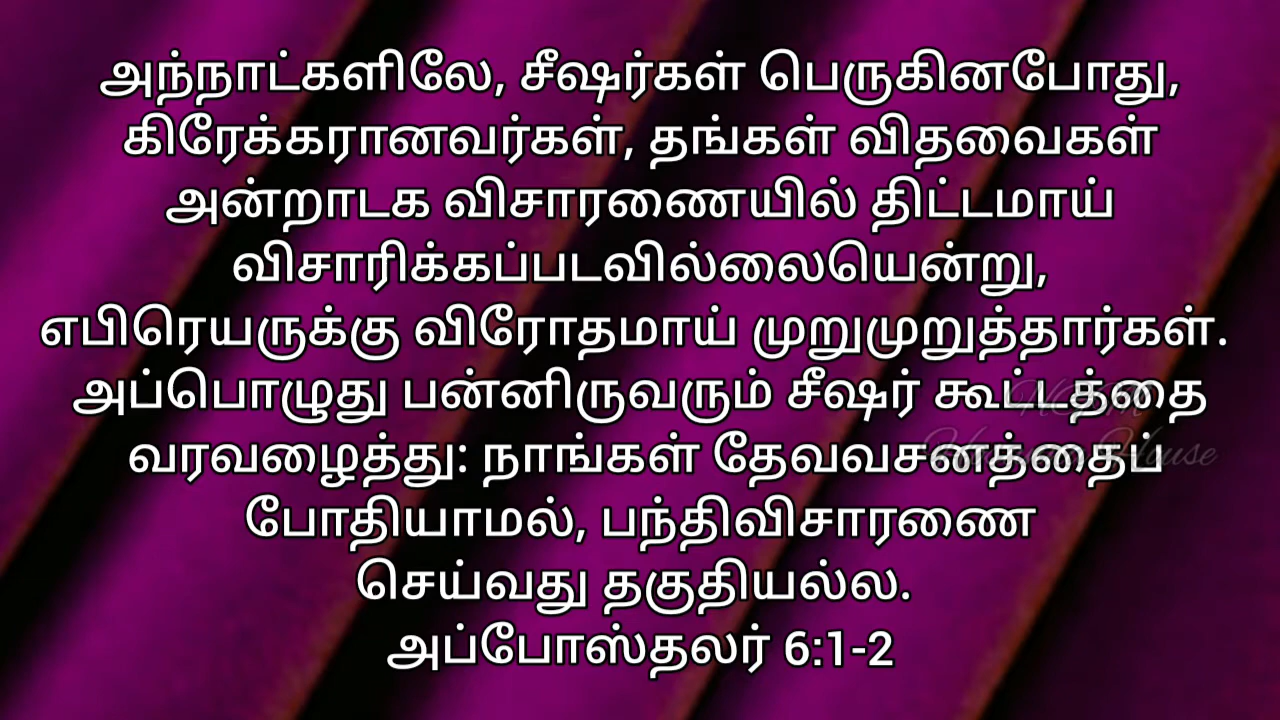 அந்நாட்களிலே, சீஷர்கள் பெருகினபோது,
கிரேக்கரானவர்கள், தங்கள் விதவைகள்
அன்றாடக விசாரணையில் திட்டமாய்
விசாரிக்கப்படவில்லையென்று,
எபிரெயருக்கு விரோதமாய் முறுமுறுத்தார்கள்.
அப்பொழுது பன்னிருவரும் சீஷர் கூட்டத்தை
வரவழைத்து: நாங்கள் தேவவசனத்தைப்
போதியாமல், பந்திவிசாரணை
செய்வது தகுதியல்ல.
அப்போஸ்தலர் 6:1-2
House